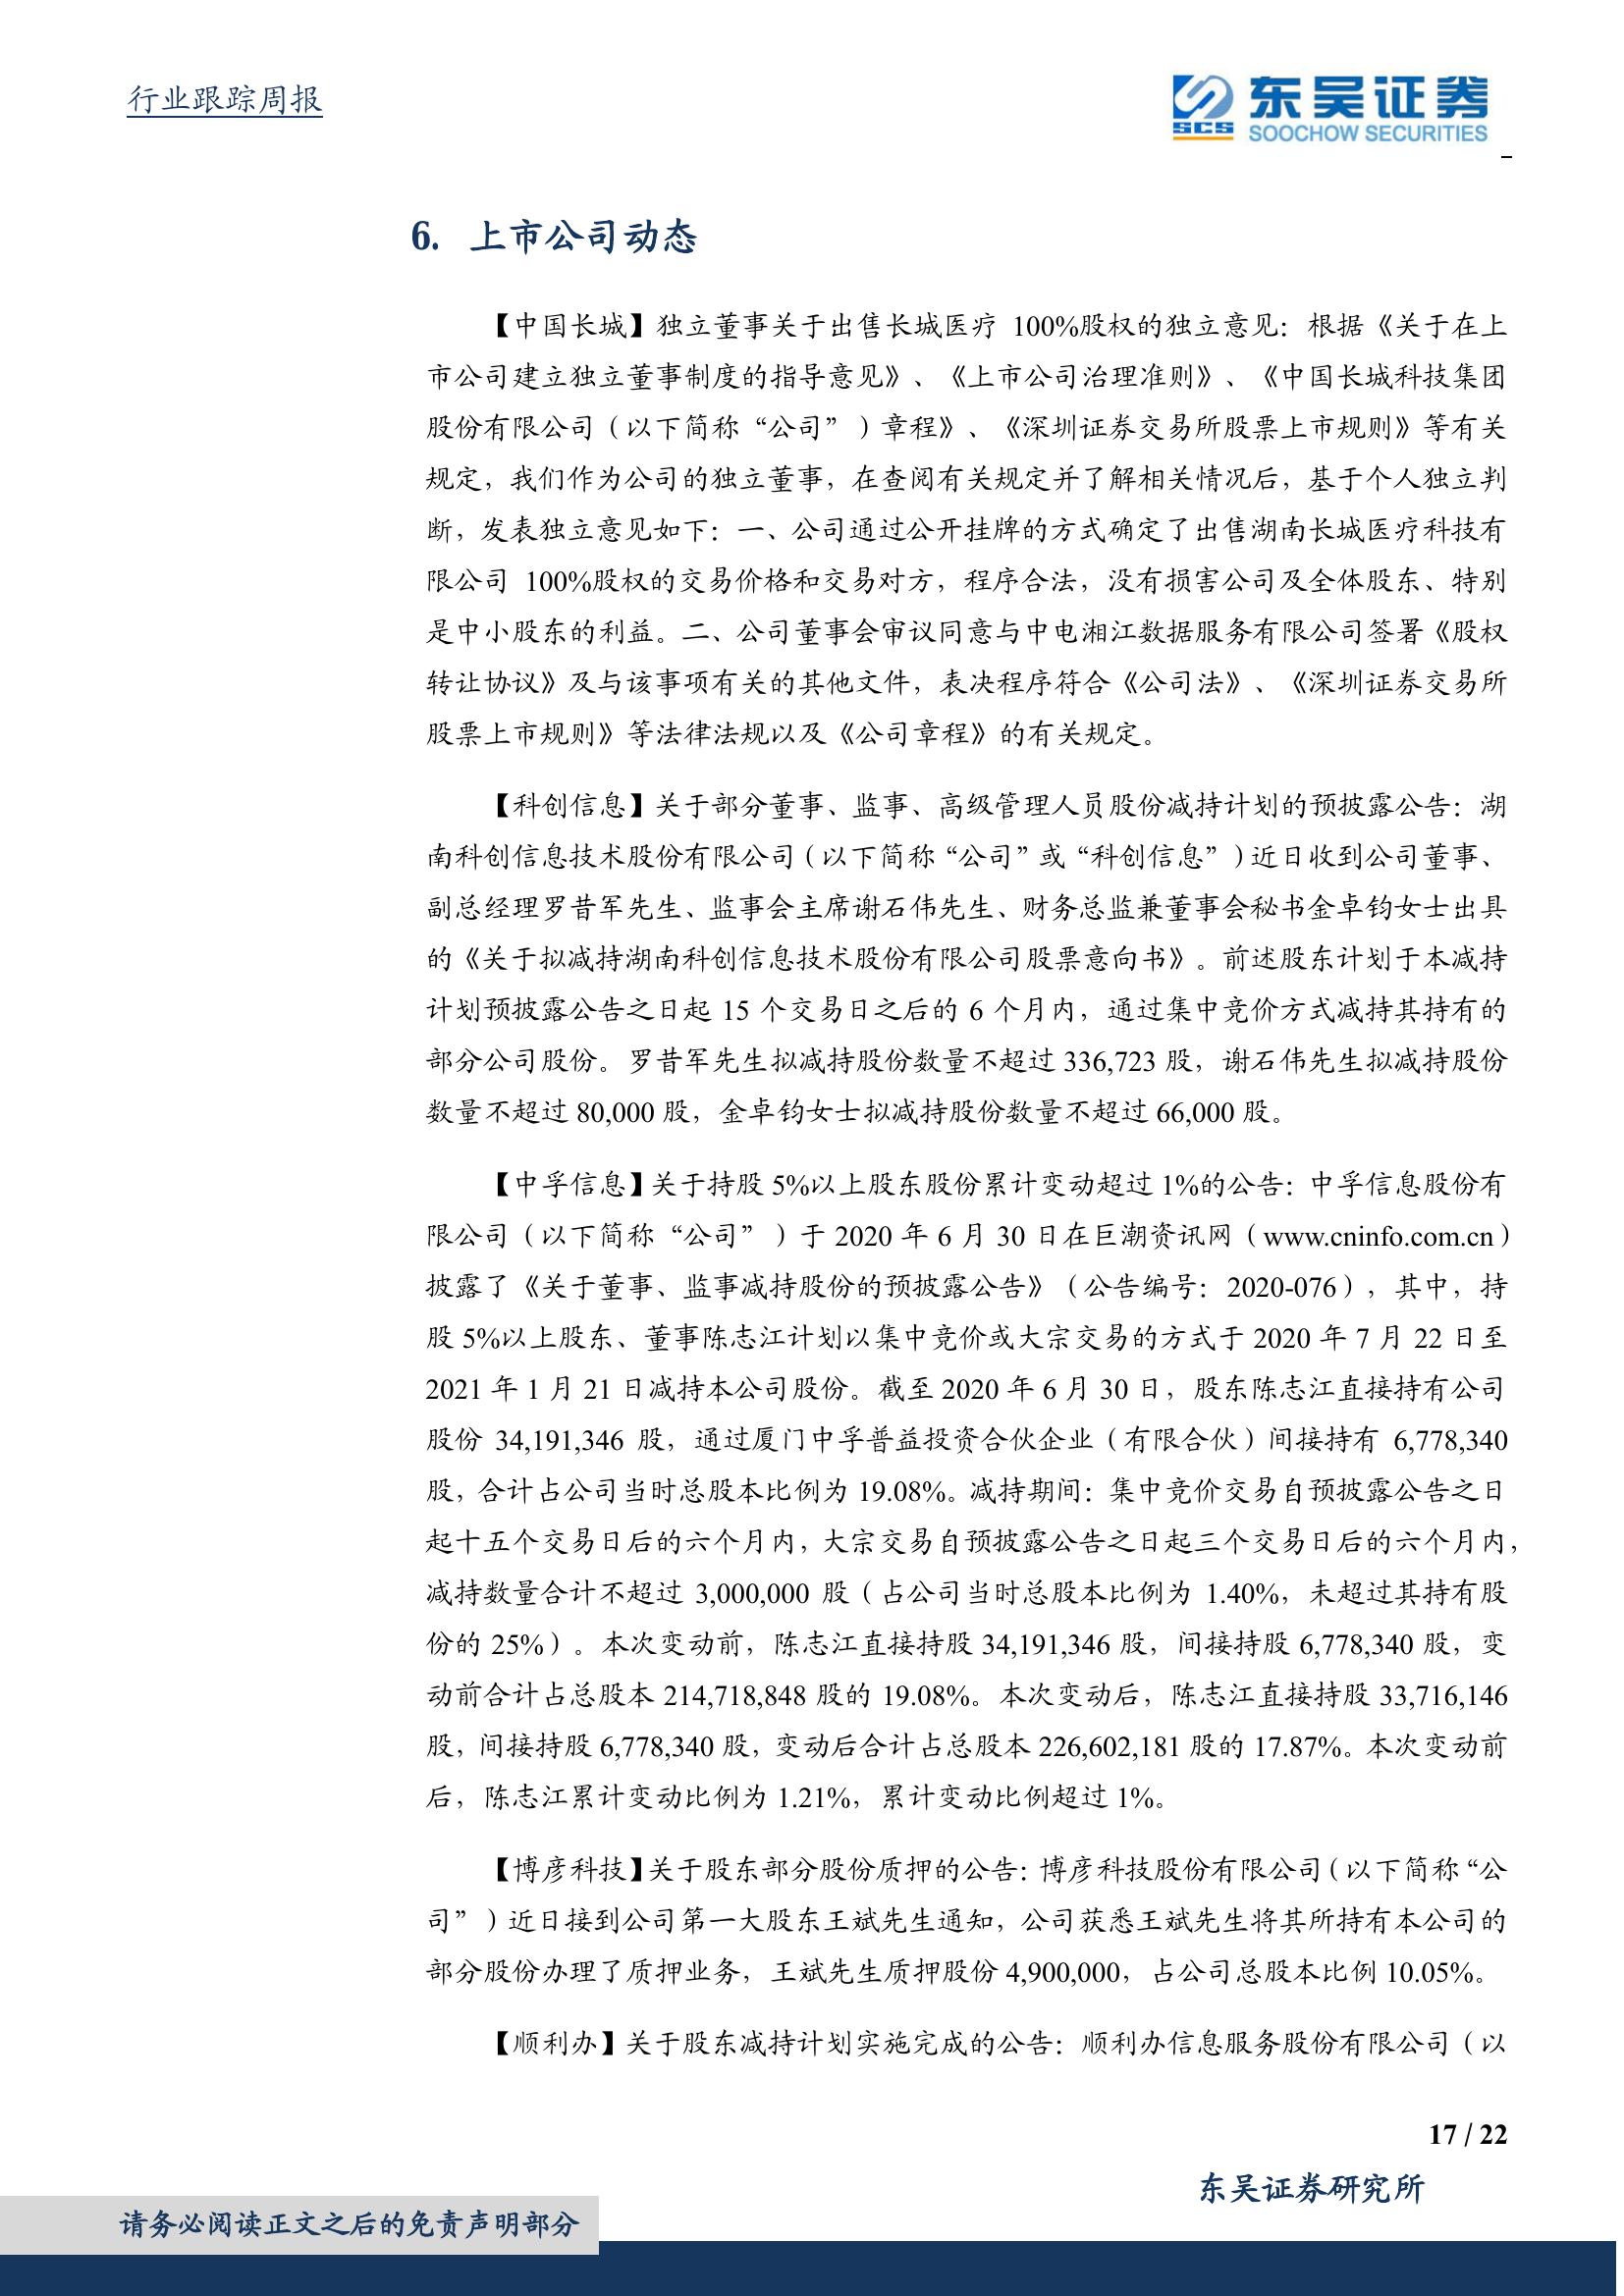 行业跟踪周报
SCS
东吴证券
SOOCHOW SECURITIES
6. 上市公司动态
【中国长城】独立董事关于出售长城医疗 100%股权的独立意见：根据《关于在上
市公司建立独立董事制度的指导意见》、《上市公司治理准则》、《中国长城科技集团
股份有限公司（以下简称“公司”）章程》、《深圳证券交易所股票上市规则》等有关
规定，我们作为公司的独立董事，在查阅有关规定并了解相关情况后，基于个人独立判
断，发表独立意见如下：一、公司通过公开挂牌的方式确定了出售湖南长城医疗科技有
限公司 100%股权的交易价格和交易对方，程序合法，没有损害公司及全体股东、特别
是中小股东的利益。二、公司董事会审议同意与中电湘江数据服务有限公司签署《股权
转让协议》及与该事项有关的其他文件，表决程序符合《公司法》、《深圳证券交易所
股票上市规则》等法律法规以及《公司章程》的有关规定。
【科创信息】关于部分董事、监事、高级管理人员股份减持计划的预披露公告：湖
南科创信息技术股份有限公司（以下简称“公司”或“科创信息”）近日收到公司董事、
副总经理罗昔军先生、监事会主席谢石伟先生、财务总监兼董事会秘书金卓钧女士出具
的《关于拟减持湖南科创信息技术股份有限公司股票意向书》。前述股东计划于本减持
计划预披露公告之日起 15 个交易日之后的 6 个月内，通过集中竞价方式减持其持有的
部分公司股份。罗昔军先生拟减持股份数量不超过 336,723 股，谢石伟先生拟减持股份
数量不超过 80,000 股，金卓钧女士拟减持股份数量不超过 66,000 股。
【中孚信息】关于持股 5%以上股东股份累计变动超过 1%的公告：中孚信息股份有
限公司（以下简称“公司”）于 2020 年 6 月 30 日在巨潮资讯网（www.cninfo.com.cn）
披露了《关于董事、监事减持股份的预披露公告》（公告编号：2020-076），其中，持
股 5%以上股东、董事陈志江计划以集中竞价或大宗交易的方式于 2020 年 7 月 22 日至
2021 年 1 月 21 日减持本公司股份。截至 2020 年 6 月 30 日，股东陈志江直接持有公司
股份 34,191,346 股，通过厦门中孚普益投资合伙企业（有限合伙）间接持有 6,778,340
股，合计占公司当时总股本比例为 19.08%。减持期间：集中竞价交易自预披露公告之日
起十五个交易日后的六个月内，大宗交易自预披露公告之日起三个交易日后的六个月内，
减持数量合计不超过 3,000,000 股（占公司当时总股本比例为 1.40%，未超过其持有股
份的 25%）。本次变动前，陈志江直接持股 34,191,346 股，间接持股 6,778,340 股，变
动前合计占总股本 214,718,848 股的 19.08%。本次变动后，陈志江直接持股 33,716,146
股，间接持股 6,778,340 股，变动后合计占总股本 226,602,181 股的 17.87%。本次变动前
后，陈志江累计变动比例为 1.21%，累计变动比例超过 1%。
【博彦科技】关于股东部分股份质押的公告：博彦科技股份有限公司（以下简称“公
司”）近日接到公司第一大股东王斌先生通知，公司获悉王斌先生将其所持有本公司的
部分股份办理了质押业务，王斌先生质押股份 4,900,000，占公司总股本比例 10.05%。
【顺利办】关于股东减持计划实施完成的公告：顺利办信息服务股份有限公司（以
17 / 22
东吴证券研究所
请务必阅读正文之后的免责声明部分